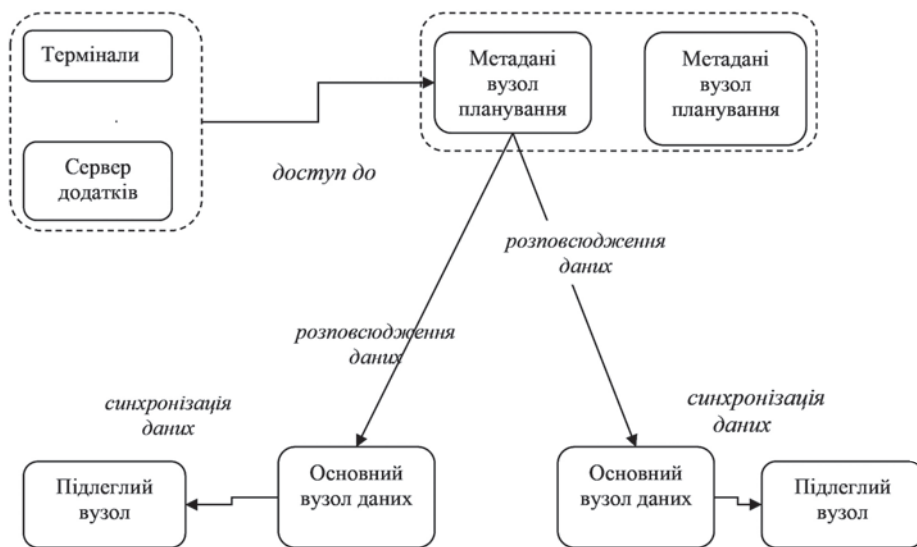 Термінали
Сервер
додатків
доступ до
Метадані
вузол
планування
Метадані
вузол
планування
розповсюдження
даних
розповсюдження
даних
синхронізація
даних
синхронізація
даних
Підлеглий
вузол
Основний
вузол даних
Основний
вузол даних
Підлеглий
вузол